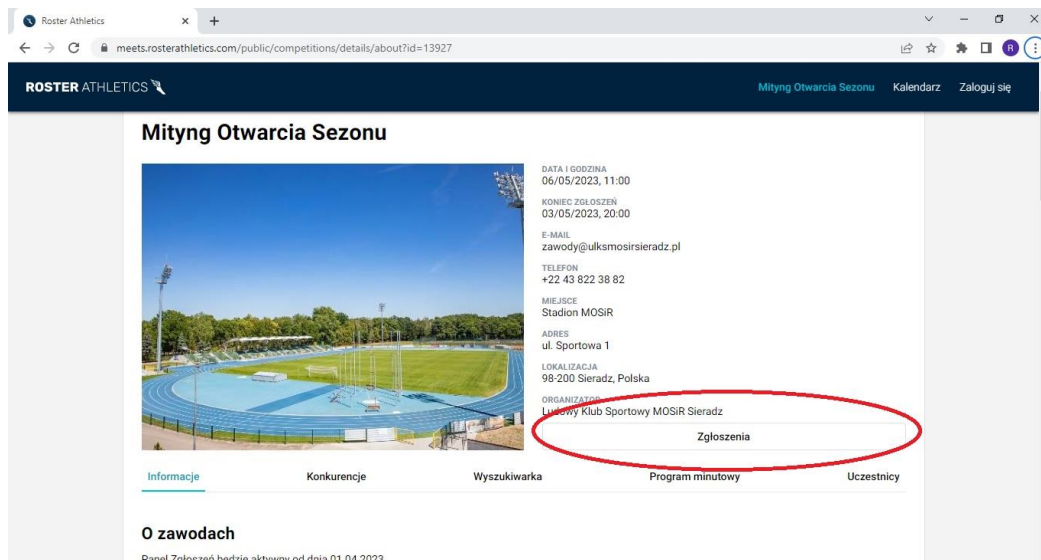 Roster Athletics
meets.rosterathletics.com/public/competitions/details/about?id=13927
R
ROSTER ATHLETICS
Mityng Otwarcia Sezonu Kalendarz Zaloguj się
Mityng Otwarcia Sezonu
DATA I GODZINA
06/05/2023, 11:00
KONIEC ZGŁOSZEŃ
03/05/2023, 20:00
E-MAIL
zawody@ulksmosirsieradz.pl
TELEFON
+22 43 822 38 82
MIEJSCE
Stadion MOSiR
ADRES
ul. Sportowa 1
LOKALIZACJA
98-200 Sieradz, Polska
ORGANIZATOR
Ludowy Klub Sportowy MOSiR Sieradz
Zgłoszenia
Informacje Konkurencje Wyszukiwarka Program minutowy Uczestnicy
O zawodach
Panel Zgłoszeń będzie aktywny od dnia 01.04.2023